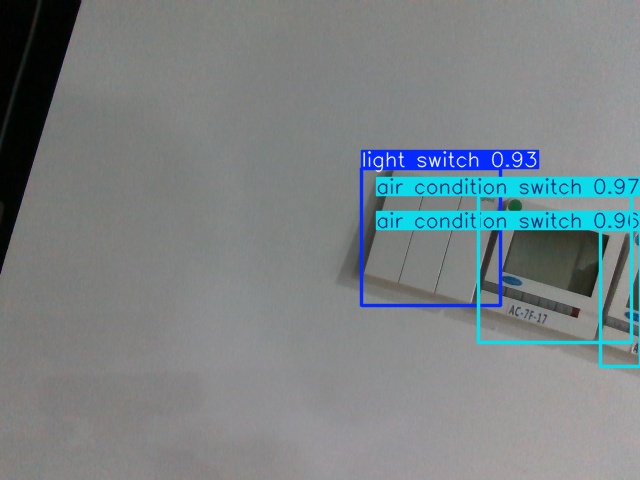 light switch 0.93
air condition switch 0.97
air condition switch 0.96
AC-7F-17